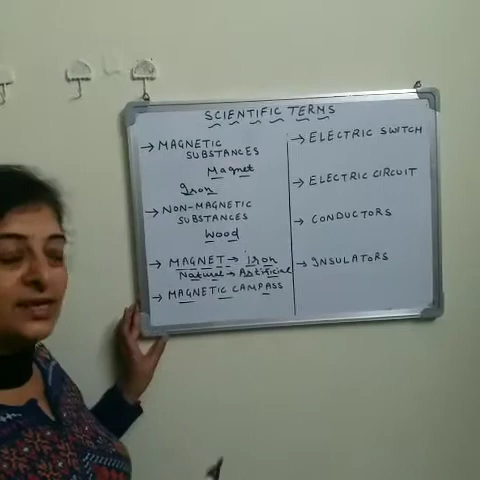 SCIENTIFIC TERMS
→ MAGNETIC
SUBSTANCES
Magnet
Iron
→ NON-MAGNETIC
SUBSTANCES
Wood
→ MAGNET → iron
Natural → Artificial
→ MAGNETIC CAMPASS
→ ELECTRIC SWITCH
→ ELECTRIC CIRCUIT
→ CONDUCTORS
→ INSULATORS